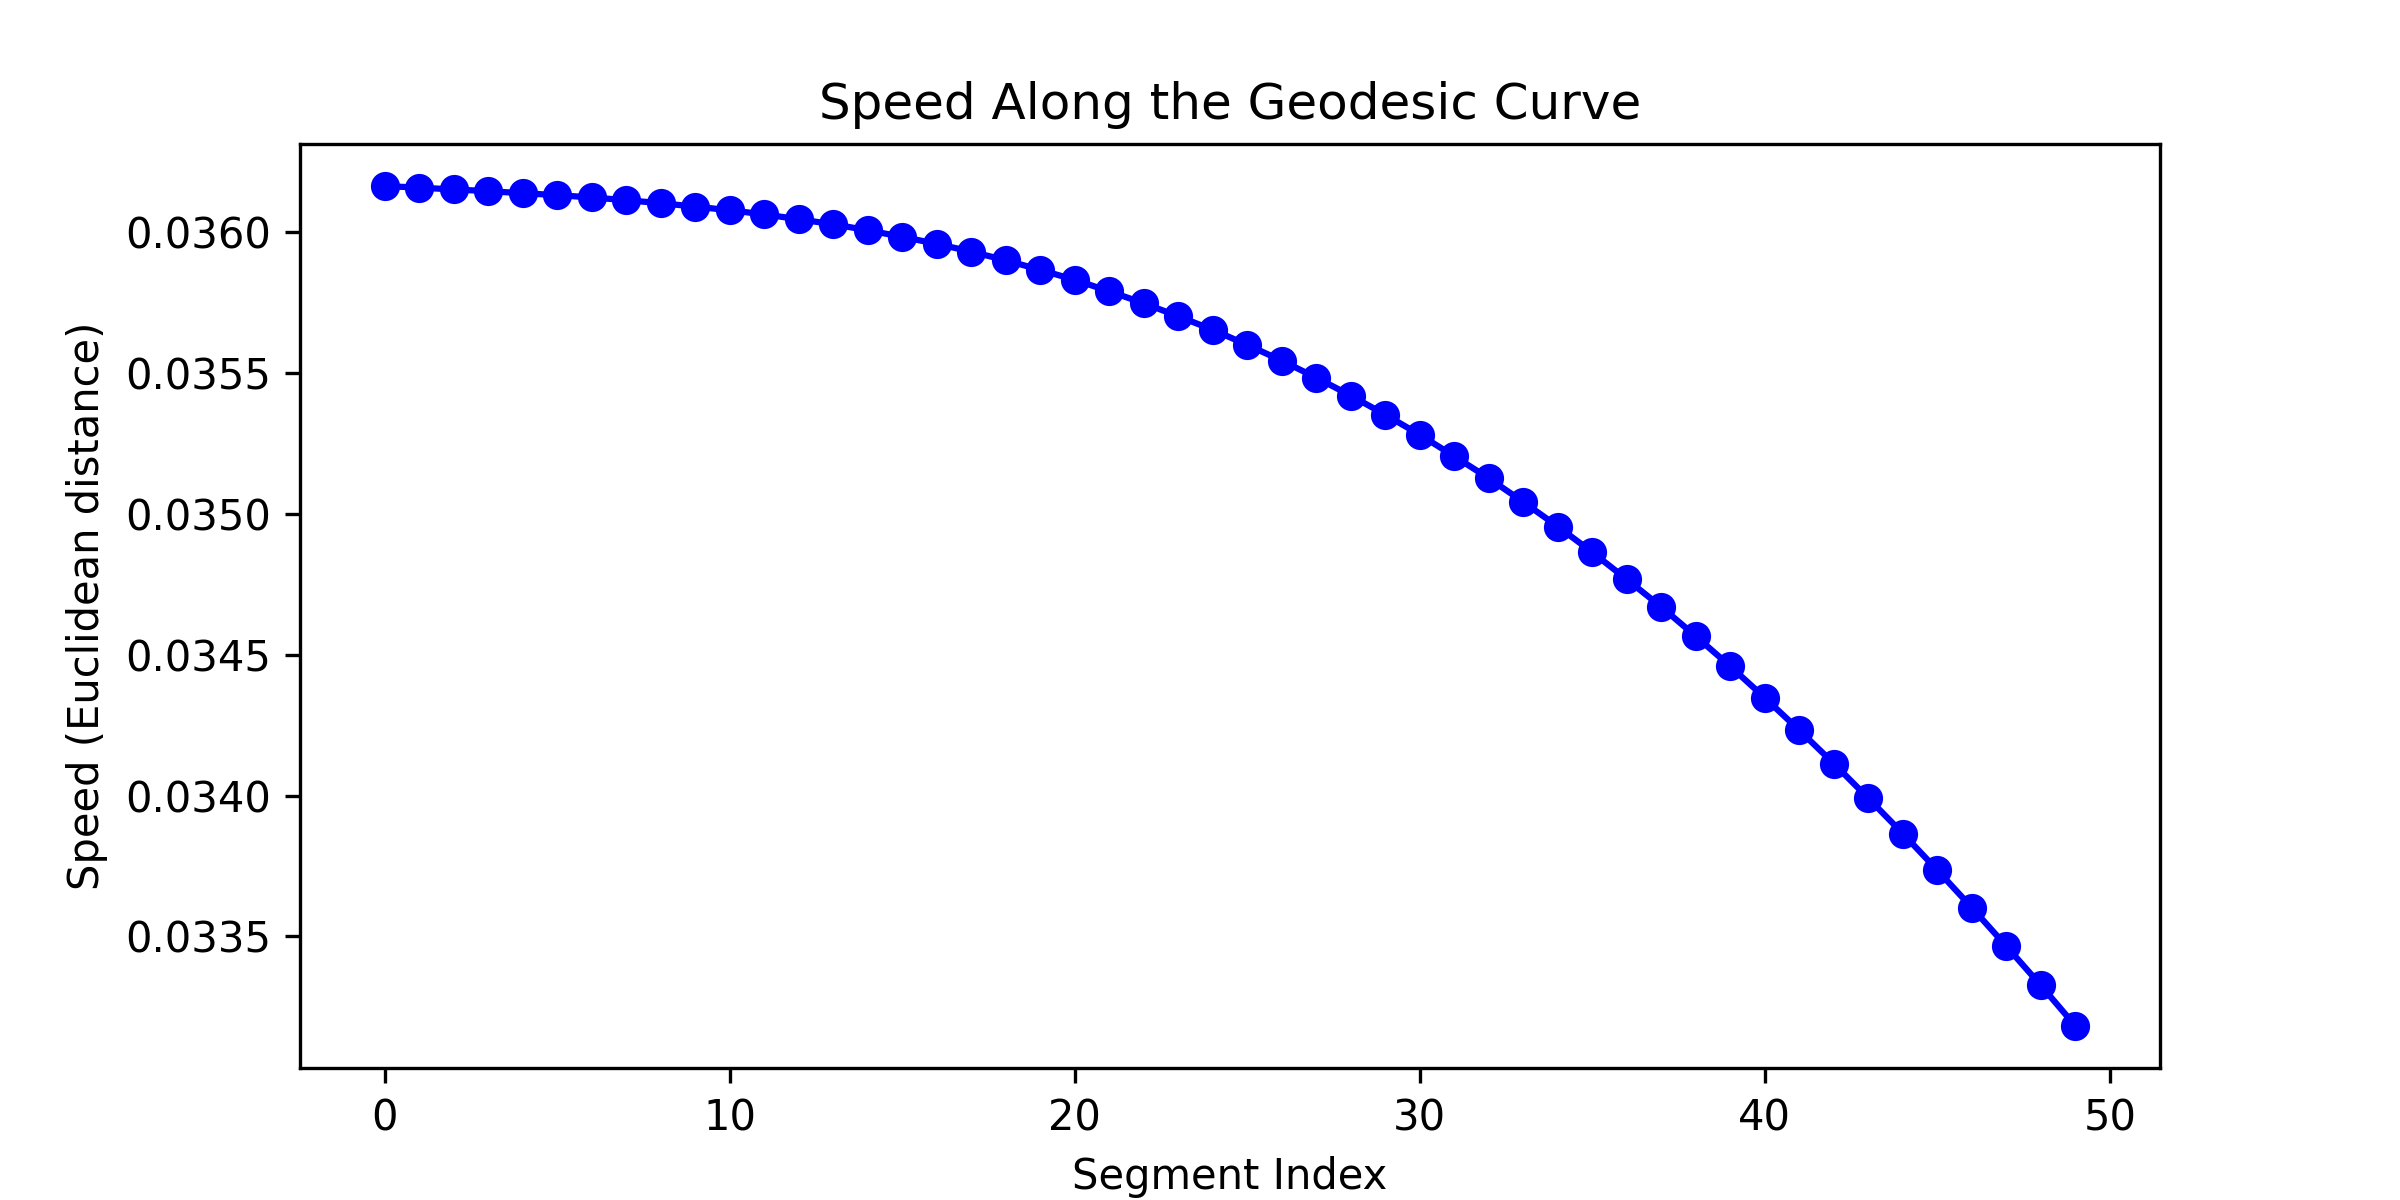 Speed Along the Geodesic Curve
Speed (Euclidean distance)
0.0360
0.0355
0.0350
0.0345
0.0340
0.0335
0 10 20 30 40 50
Segment Index